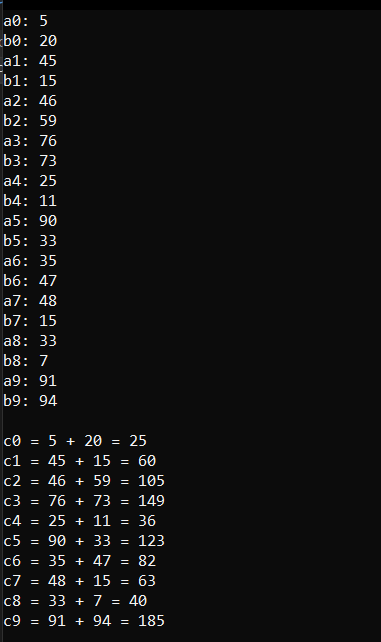 a0: 5
b0: 20
a1: 45
b1: 15
a2: 46
b2: 59
a3: 76
b3: 73
a4: 25
b4: 11
a5: 90
b5: 33
a6: 35
b6: 47
a7: 48
b7: 15
a8: 33
b8: 7
a9: 91
b9: 94

c0 = 5 + 20 = 25
c1 = 45 + 15 = 60
c2 = 46 + 59 = 105
c3 = 76 + 73 = 149
c4 = 25 + 11 = 36
c5 = 90 + 33 = 123
c6 = 35 + 47 = 82
c7 = 48 + 15 = 63
c8 = 33 + 7 = 40
c9 = 91 + 94 = 185